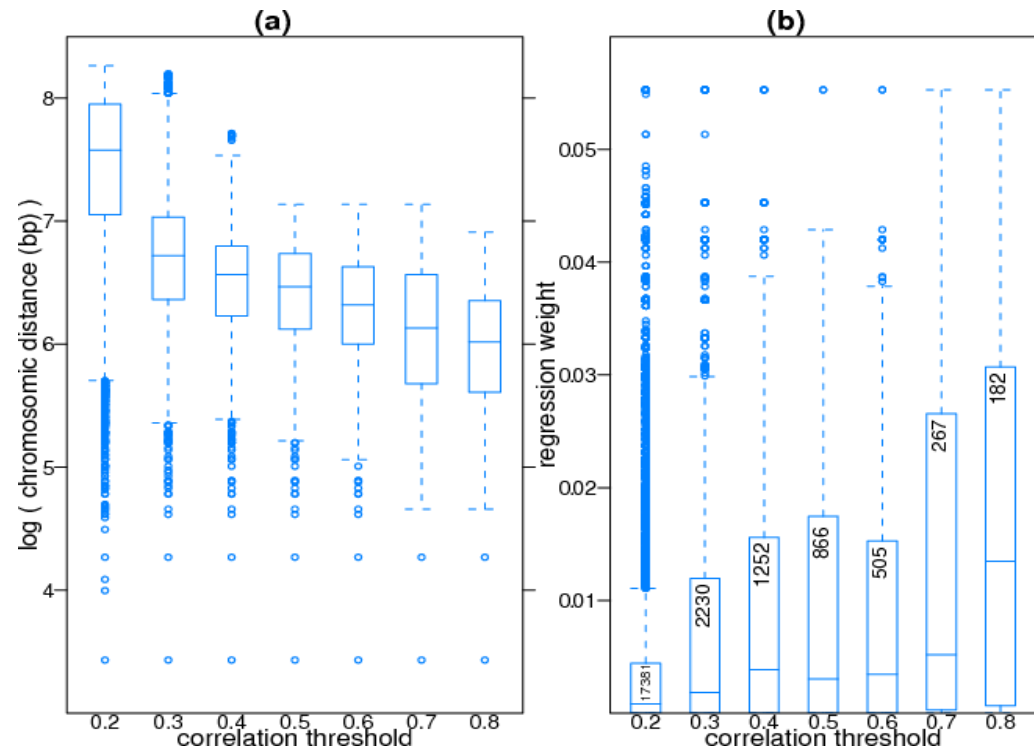 (a)
(b)
log ( chromosomic distance (bp) )
8
7
6
5
4
0.2 0.3 0.4 0.5 0.6 0.7 0.8
correlation threshold
regression weight
0.05
0.04
0.03
0.02
0.01
17381
2230
1252
866
505
267
182
0.2 0.3 0.4 0.5 0.6 0.7 0.8
correlation threshold